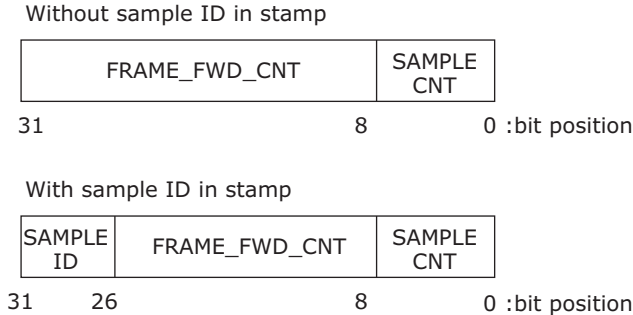 Without sample ID in stamp
FRAME_FWD_CNT
SAMPLE
CNT
31 8 0 :bit position
With sample ID in stamp
SAMPLE
ID
FRAME_FWD_CNT
SAMPLE
CNT
31 26 8 0 :bit position